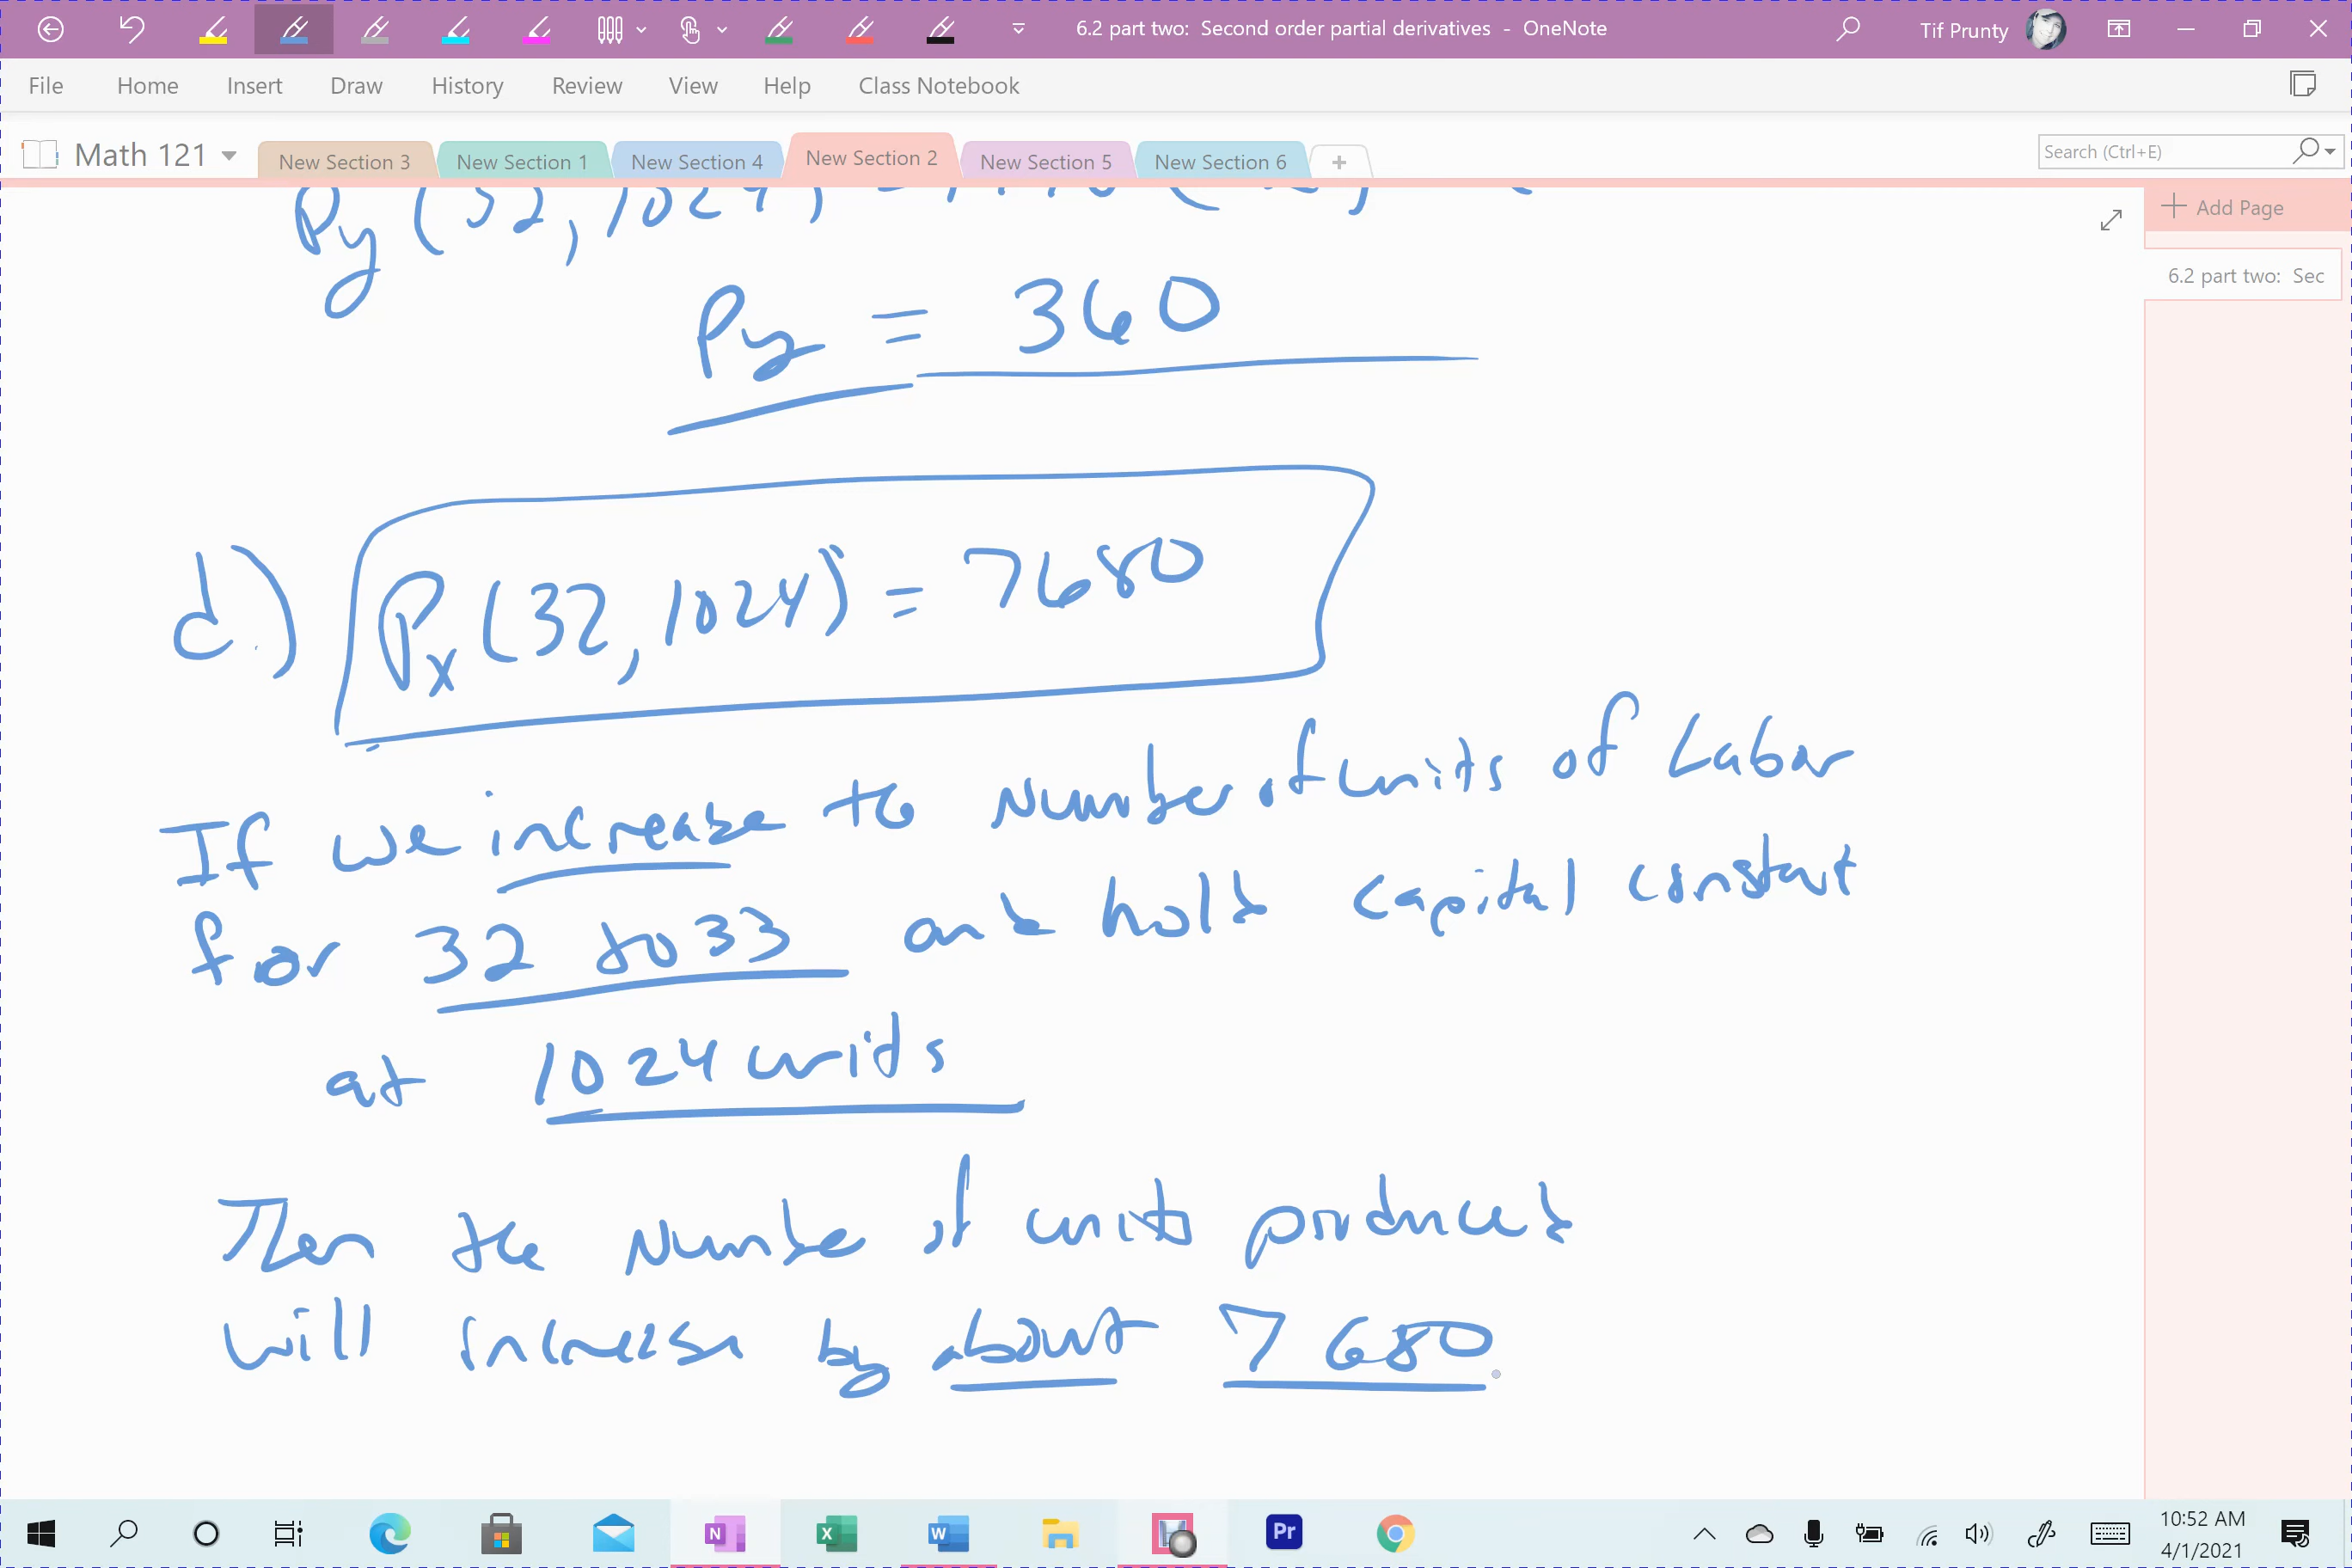 6.2 part two: Second order partial derivatives - OneNote
Tif Prunty
File Home Insert Draw History Review View Help Class Notebook
Math 121
New Section 3 New Section 1 New Section 4 New Section 2 New Section 5 New Section 6 +
Search (Ctrl+E)
Add Page
6.2 part two: Sec
Py (32, 1024)
Py = 360
d.) Px (32, 1024) = 7680
If we increase the number of units of Labor
for 32 to 33 and hold capital constant
at 1024 units
Then the number of units produced
will increase by about 7680.
N X W Pr
10:52 AM
4/1/2021